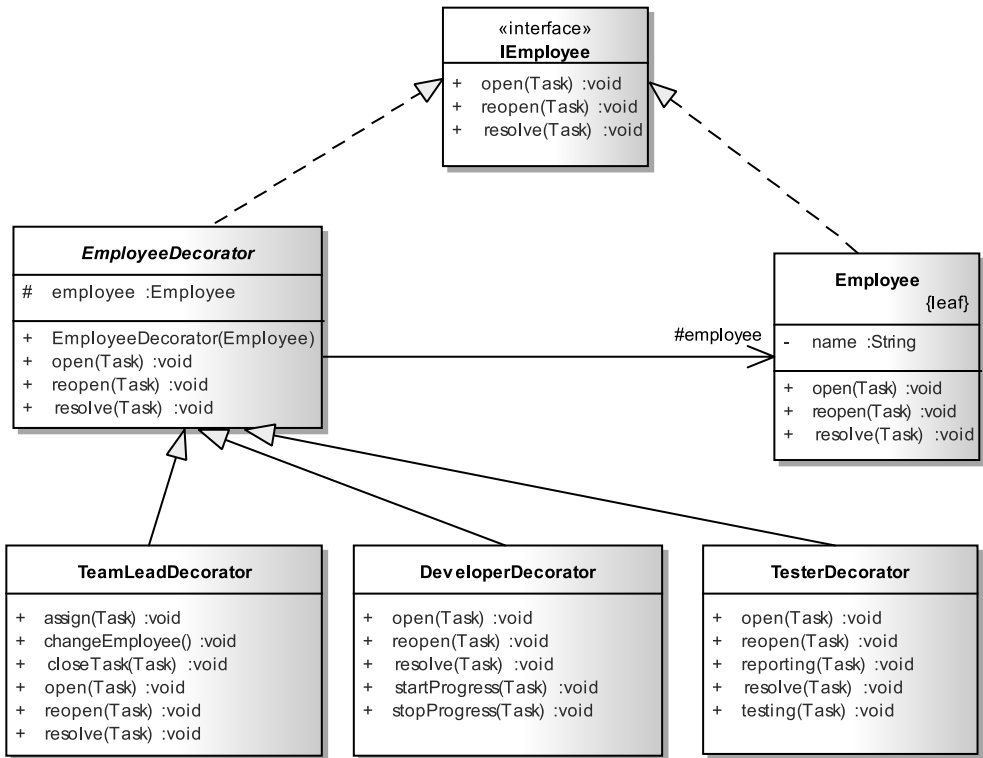 «interface»
IEmployee
+ open(Task) :void
+ reopen(Task) :void
+ resolve(Task) :void
EmployeeDecorator
# employee :Employee
+ EmployeeDecorator(Employee)
+ open(Task) :void
+ reopen(Task) :void
+ resolve(Task) :void
#employee
Employee
{leaf}
- name :String
+ open(Task) :void
+ reopen(Task) :void
+ resolve(Task) :void
TeamLeadDecorator
+ assign(Task) :void
+ changeEmployee() :void
+ closeTask(Task) :void
+ open(Task) :void
+ reopen(Task) :void
+ resolve(Task) :void
DeveloperDecorator
+ open(Task) :void
+ reopen(Task) :void
+ resolve(Task) :void
+ startProgress(Task) :void
+ stopProgress(Task) :void
TesterDecorator
+ open(Task) :void
+ reopen(Task) :void
+ reporting(Task) :void
+ resolve(Task) :void
+ testing(Task) :void